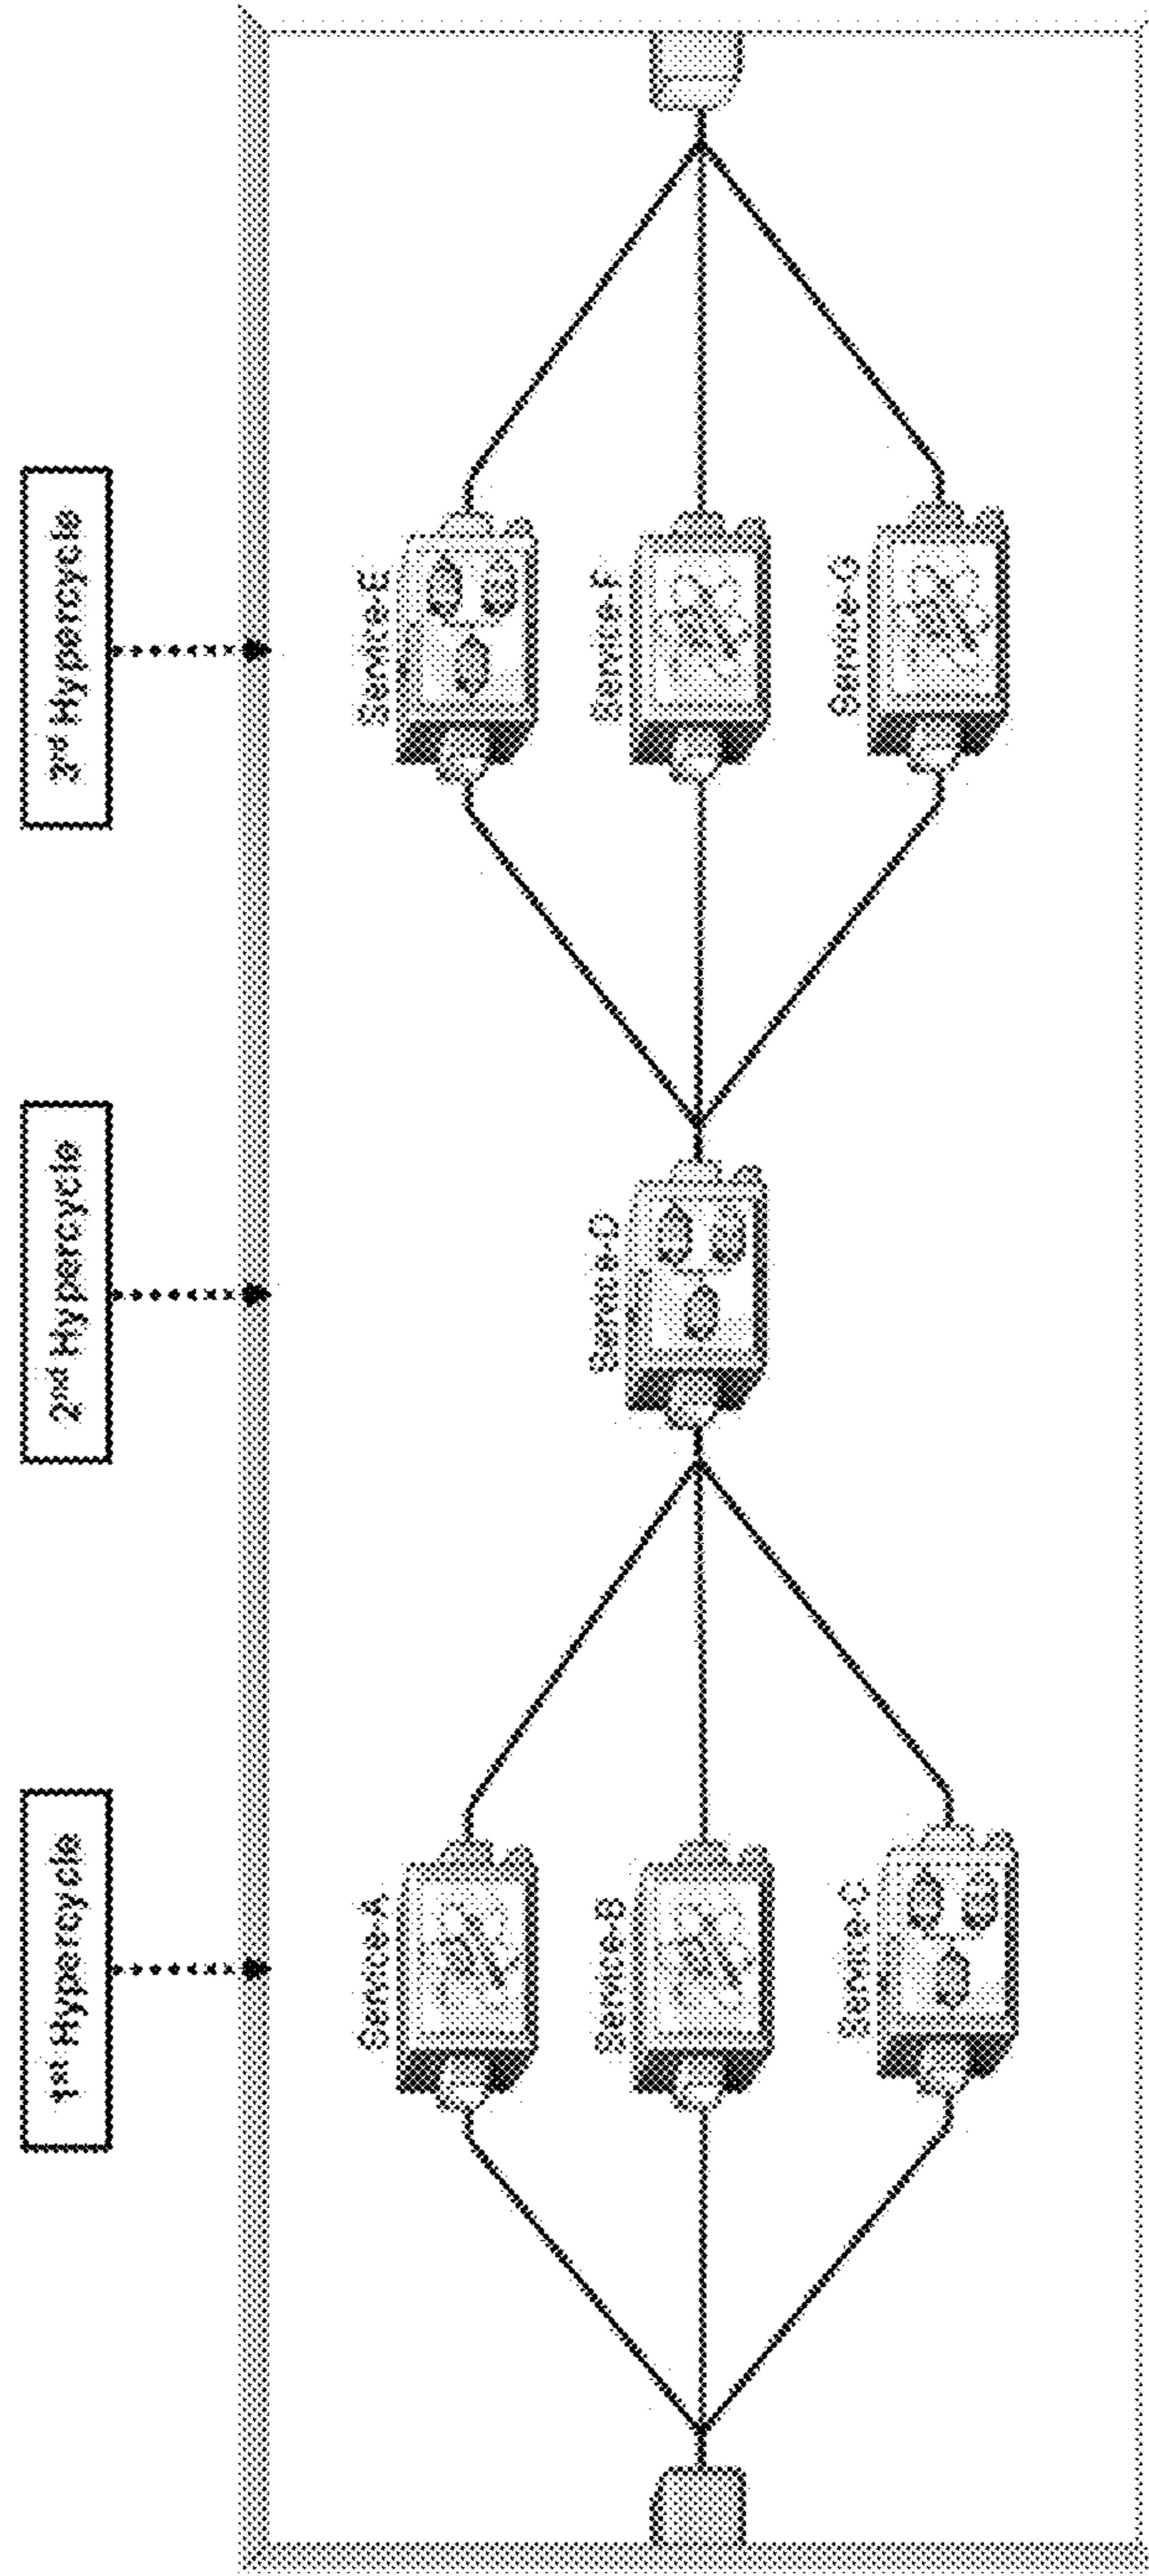 1st Hypercycle
2nd Hypercycle
3rd Hypercycle
Service-A
Service-B
Service-C
Service-D
Service-E
Service-F
Service-G